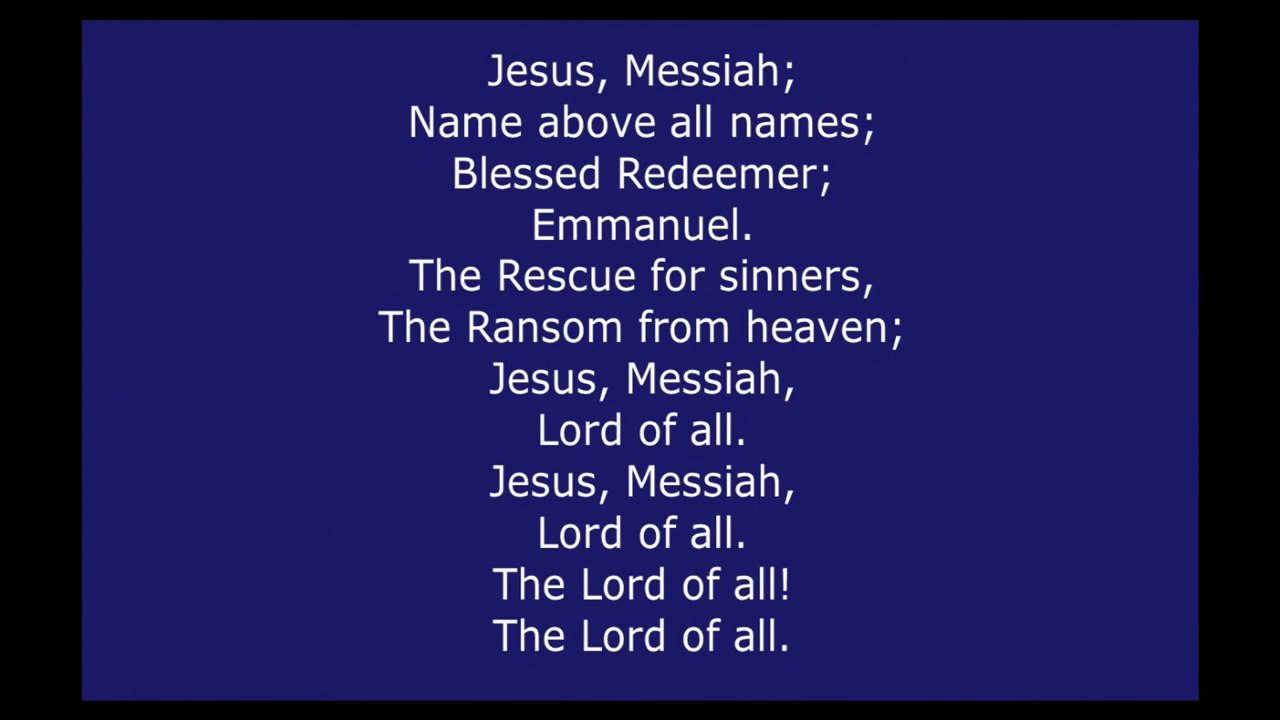 Jesus, Messiah;
Name above all names;
Blessed Redeemer;
Emmanuel.
The Rescue for sinners,
The Ransom from heaven;
Jesus, Messiah,
Lord of all.
Jesus, Messiah,
Lord of all.
The Lord of all!
The Lord of all.